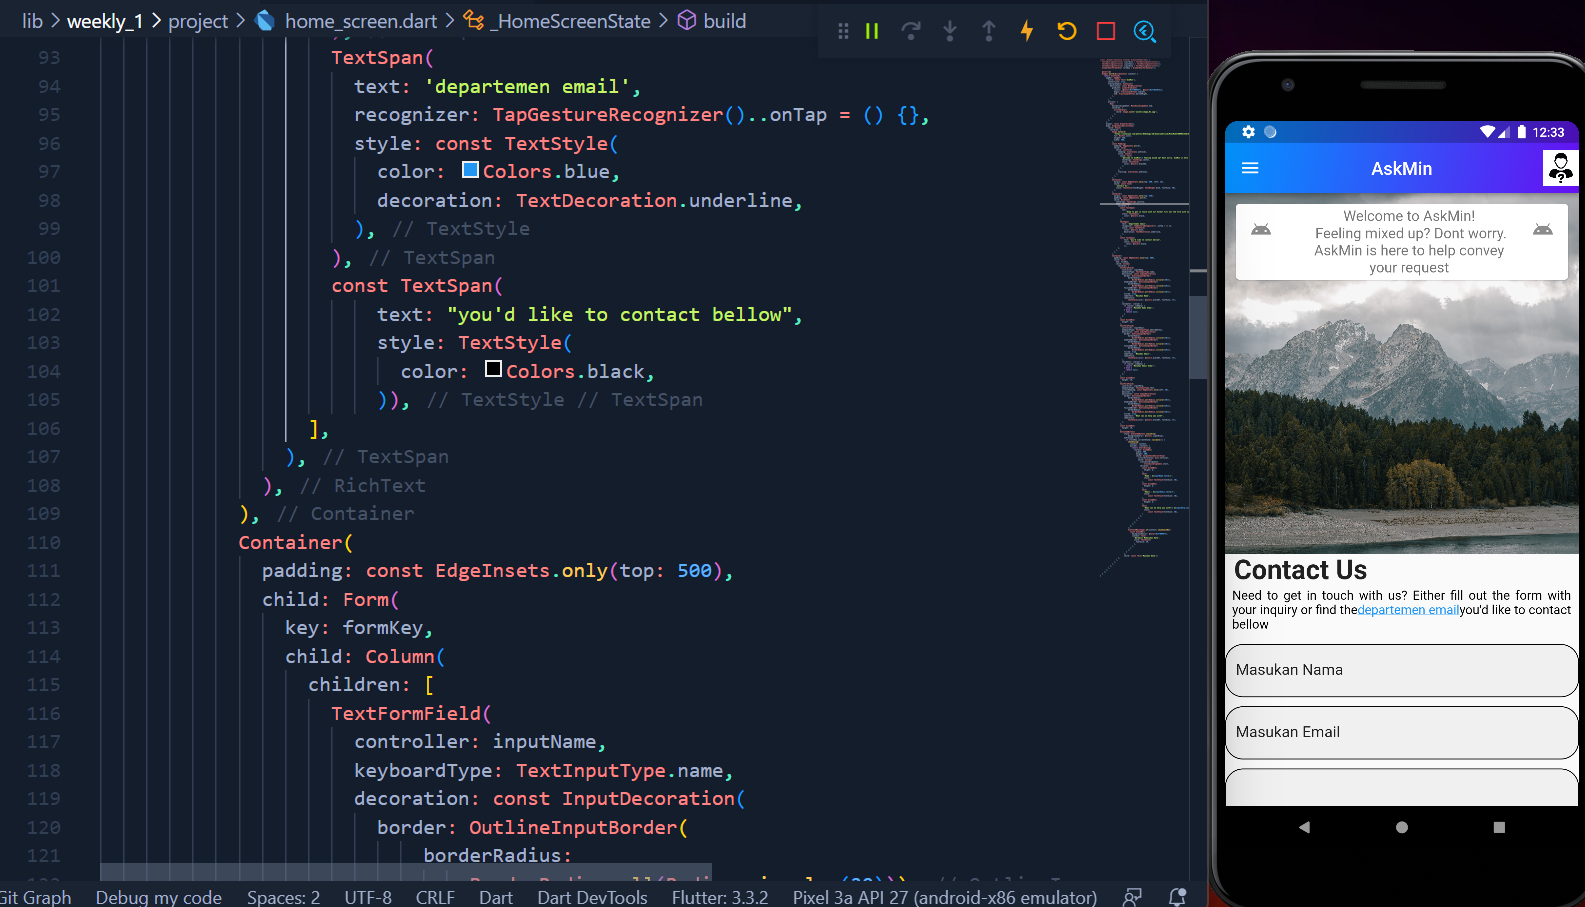 lib > weekly_1 > project > home_screen.dart > _HomeScreenState > build
93 TextSpan(
94 text: 'departemen email',
95 recognizer: TapGestureRecognizer()..onTap = () {},
96 style: const TextStyle(
97 color: Colors.blue,
98 decoration: TextDecoration.underline,
99 ), // TextStyle
100 ), // TextSpan
101 const TextSpan(
102 text: "you'd like to contact bellow",
103 style: TextStyle(
104 color: Colors.black,
105 )), // TextStyle // TextSpan
106 ],
107 ), // TextSpan
108 ), // RichText
109 ), // Container
110 Container(
111 padding: const EdgeInsets.only(top: 500),
112 child: Form(
113 key: formKey,
114 child: Column(
115 children: [
116 TextFormField(
117 controller: inputName,
118 keyboardType: TextInputType.name,
119 decoration: const InputDecoration(
120 border: OutlineInputBorder(
121 borderRadius:
Git Graph Debug my code Spaces: 2 UTF-8 CRLF Dart Dart DevTools Flutter: 3.3.2 Pixel 3a API 27 (android-x86 emulator)
12:33
AskMin
Welcome to AskMin!
Feeling mixed up? Dont worry.
AskMin is here to help convey
your request
Contact Us
Need to get in touch with us? Either fill out the form with
your inquiry or find thedepartemen emailyou'd like to contact
bellow
Masukan Nama
Masukan Email